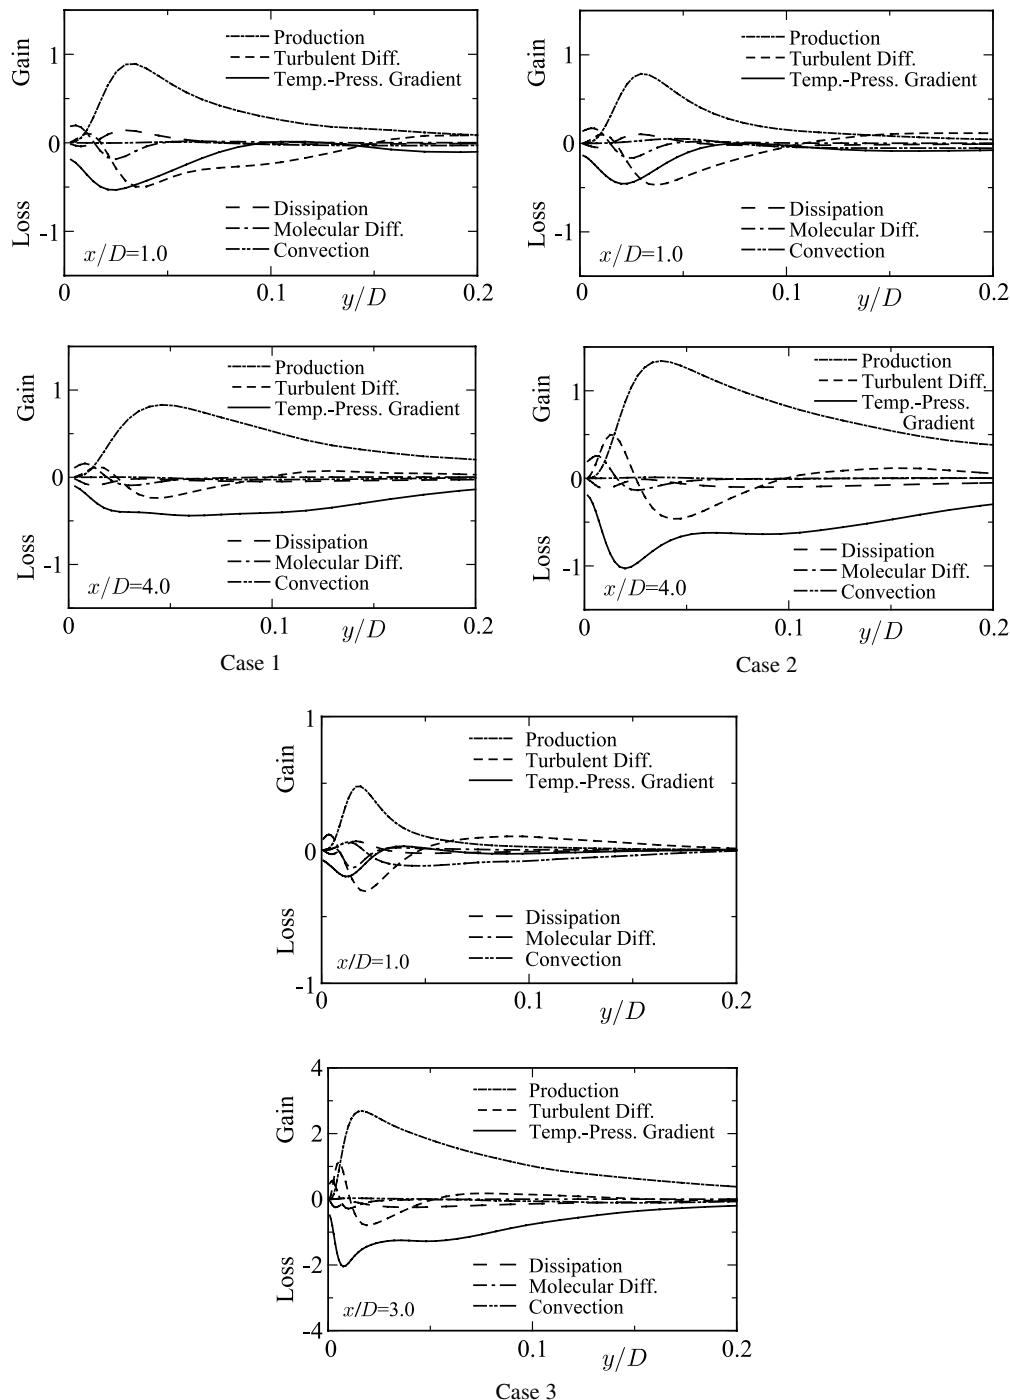 Gain
Loss
1
0
-1
Production
Turbulent Diff.
Temp.-Press. Gradient
Dissipation
Molecular Diff.
Convection
x/D=1.0
0
0.1
0.2
y/D
Gain
Loss
1
0
-1
Production
Turbulent Diff.
Temp.-Press. Gradient
Dissipation
Molecular Diff.
Convection
x/D=1.0
0
0.1
0.2
y/D
Gain
Loss
1
0
-1
Production
Turbulent Diff.
Temp.-Press. Gradient
Dissipation
Molecular Diff.
Convection
x/D=4.0
0
0.1
0.2
y/D
Case 1
Gain
Loss
1
0
-1
Production
Turbulent Diff.
Temp.-Press.
Gradient
Dissipation
Molecular Diff.
Convection
x/D=4.0
0
0.1
0.2
y/D
Case 2
Gain
Loss
1
0
-1
Production
Turbulent Diff.
Temp.-Press. Gradient
Dissipation
Molecular Diff.
Convection
x/D=1.0
0
0.1
0.2
y/D
Gain
Loss
4
2
0
-2
-4
Production
Turbulent Diff.
Temp.-Press. Gradient
Dissipation
Molecular Diff.
Convection
x/D=3.0
0
0.1
0.2
y/D
Case 3